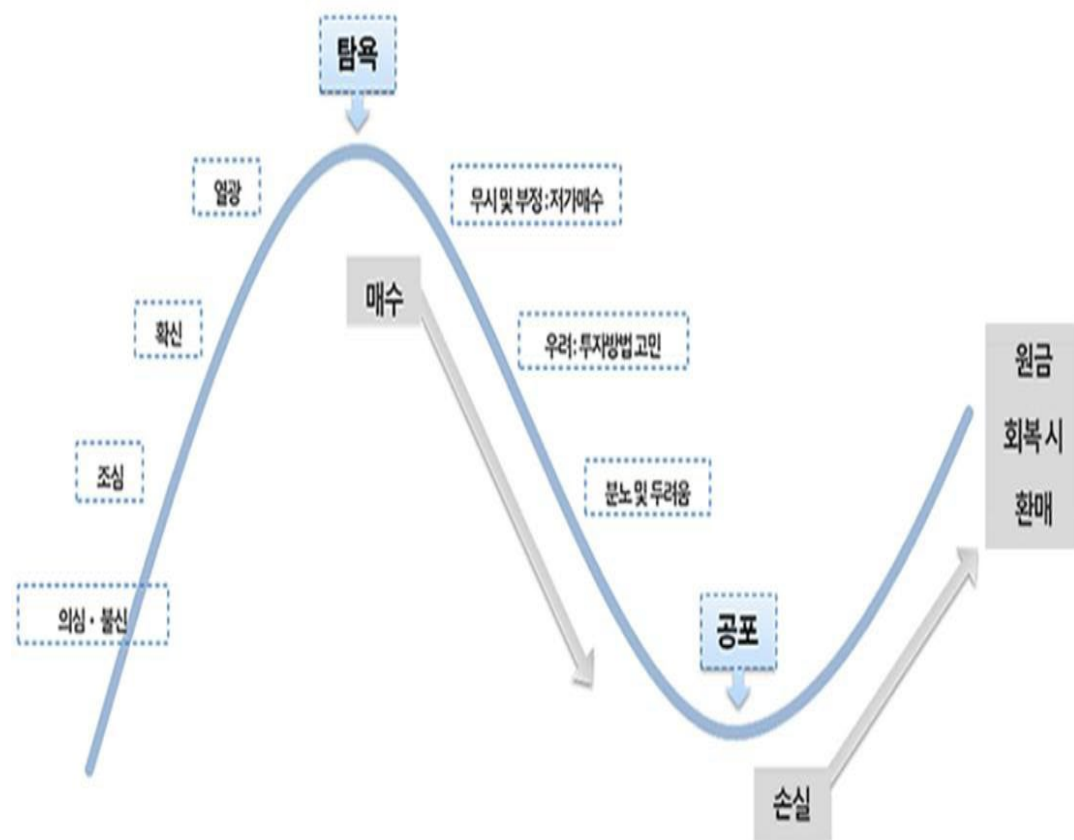 탐욕
열광
무시 및 부정 : 저가매수
매수
확신
우려 : 투자방법 고민
원금
회복 시
환매
조심
분노 및 두려움
의심 · 불신
공포
손실